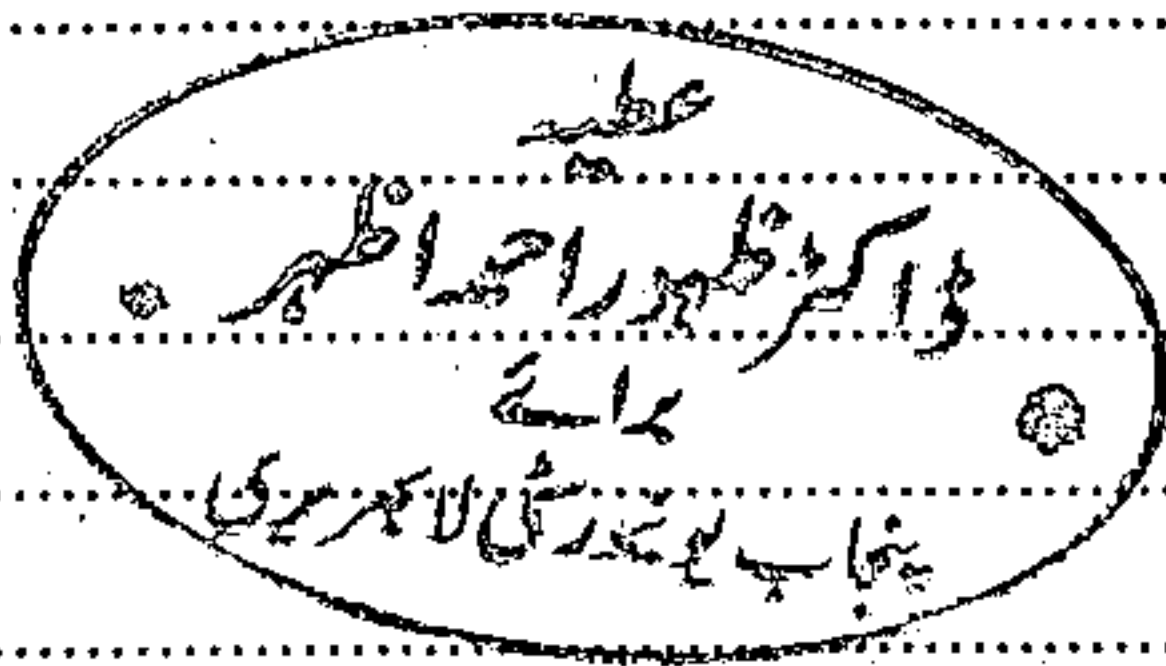 عطیہ
ڈاکٹر ظہور احمد اظہر
برائے
پنجاب یونیورسٹی لائبریری